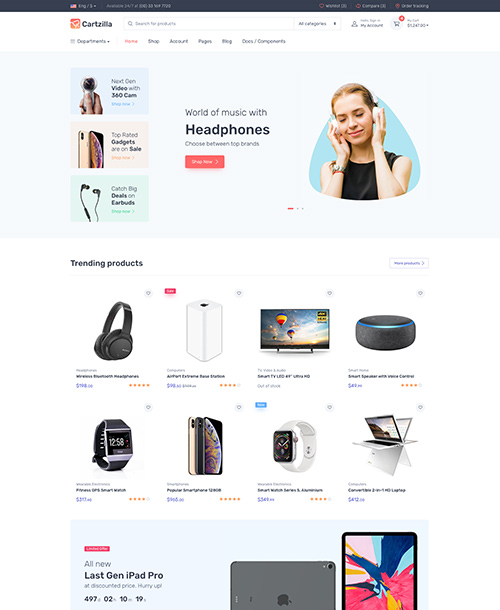 Eng / $
Available 24/7 at (00) 33 169 7720
Wishlist (3)
Compare (3)
Order Tracking
Cartzilla
Search for products
All categories
Hello, Sign in
My Account
4
My Cart
$1,247.00
Departments
Home
Shop
Account
Pages
Blog
Docs / Components
Next Gen
Video with
360 Cam
Shop now
Top Rated
Gadgets
are on Sale
Shop now
Catch Big
Deals on
Earbuds
Shop now
World of music with
Headphones
Choose between top brands
Shop Now
Trending products
More products
Sale
Headphones
Wireless Bluetooth Headphones
$198.00
Computers
AirPort Extreme Base Station
$98.50
TV, Video & Audio
Smart TV LED 49" Ultra HD
Out of stock
Smart Home
Smart Speaker with Voice Control
$49.99
New
Wearable Electronics
Fitness GPS Smart Watch
$317.40
Smartphones
Popular Smartphone 128GB
$965.00
Wearable Electronics
Smart Watch Series 5, Aluminium
$349.99
Computers
Convertible 2-in-1 HD Laptop
$412.00
Limited Offer
All new
Last Gen iPad Pro
at discounted price. Hurry up!
497d 02h 10m 19s